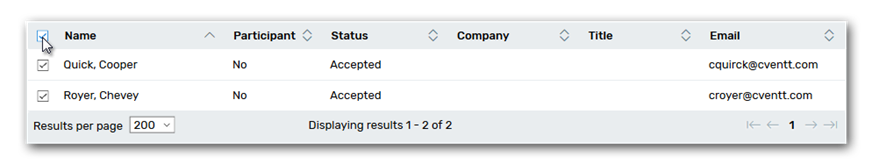 Name Participant Status Company Title Email
Quick, Cooper No Accepted cquirck@cventt.com
Royer, Chevey No Accepted croyer@cventt.com
Results per page 200 Displaying results 1 - 2 of 2 1